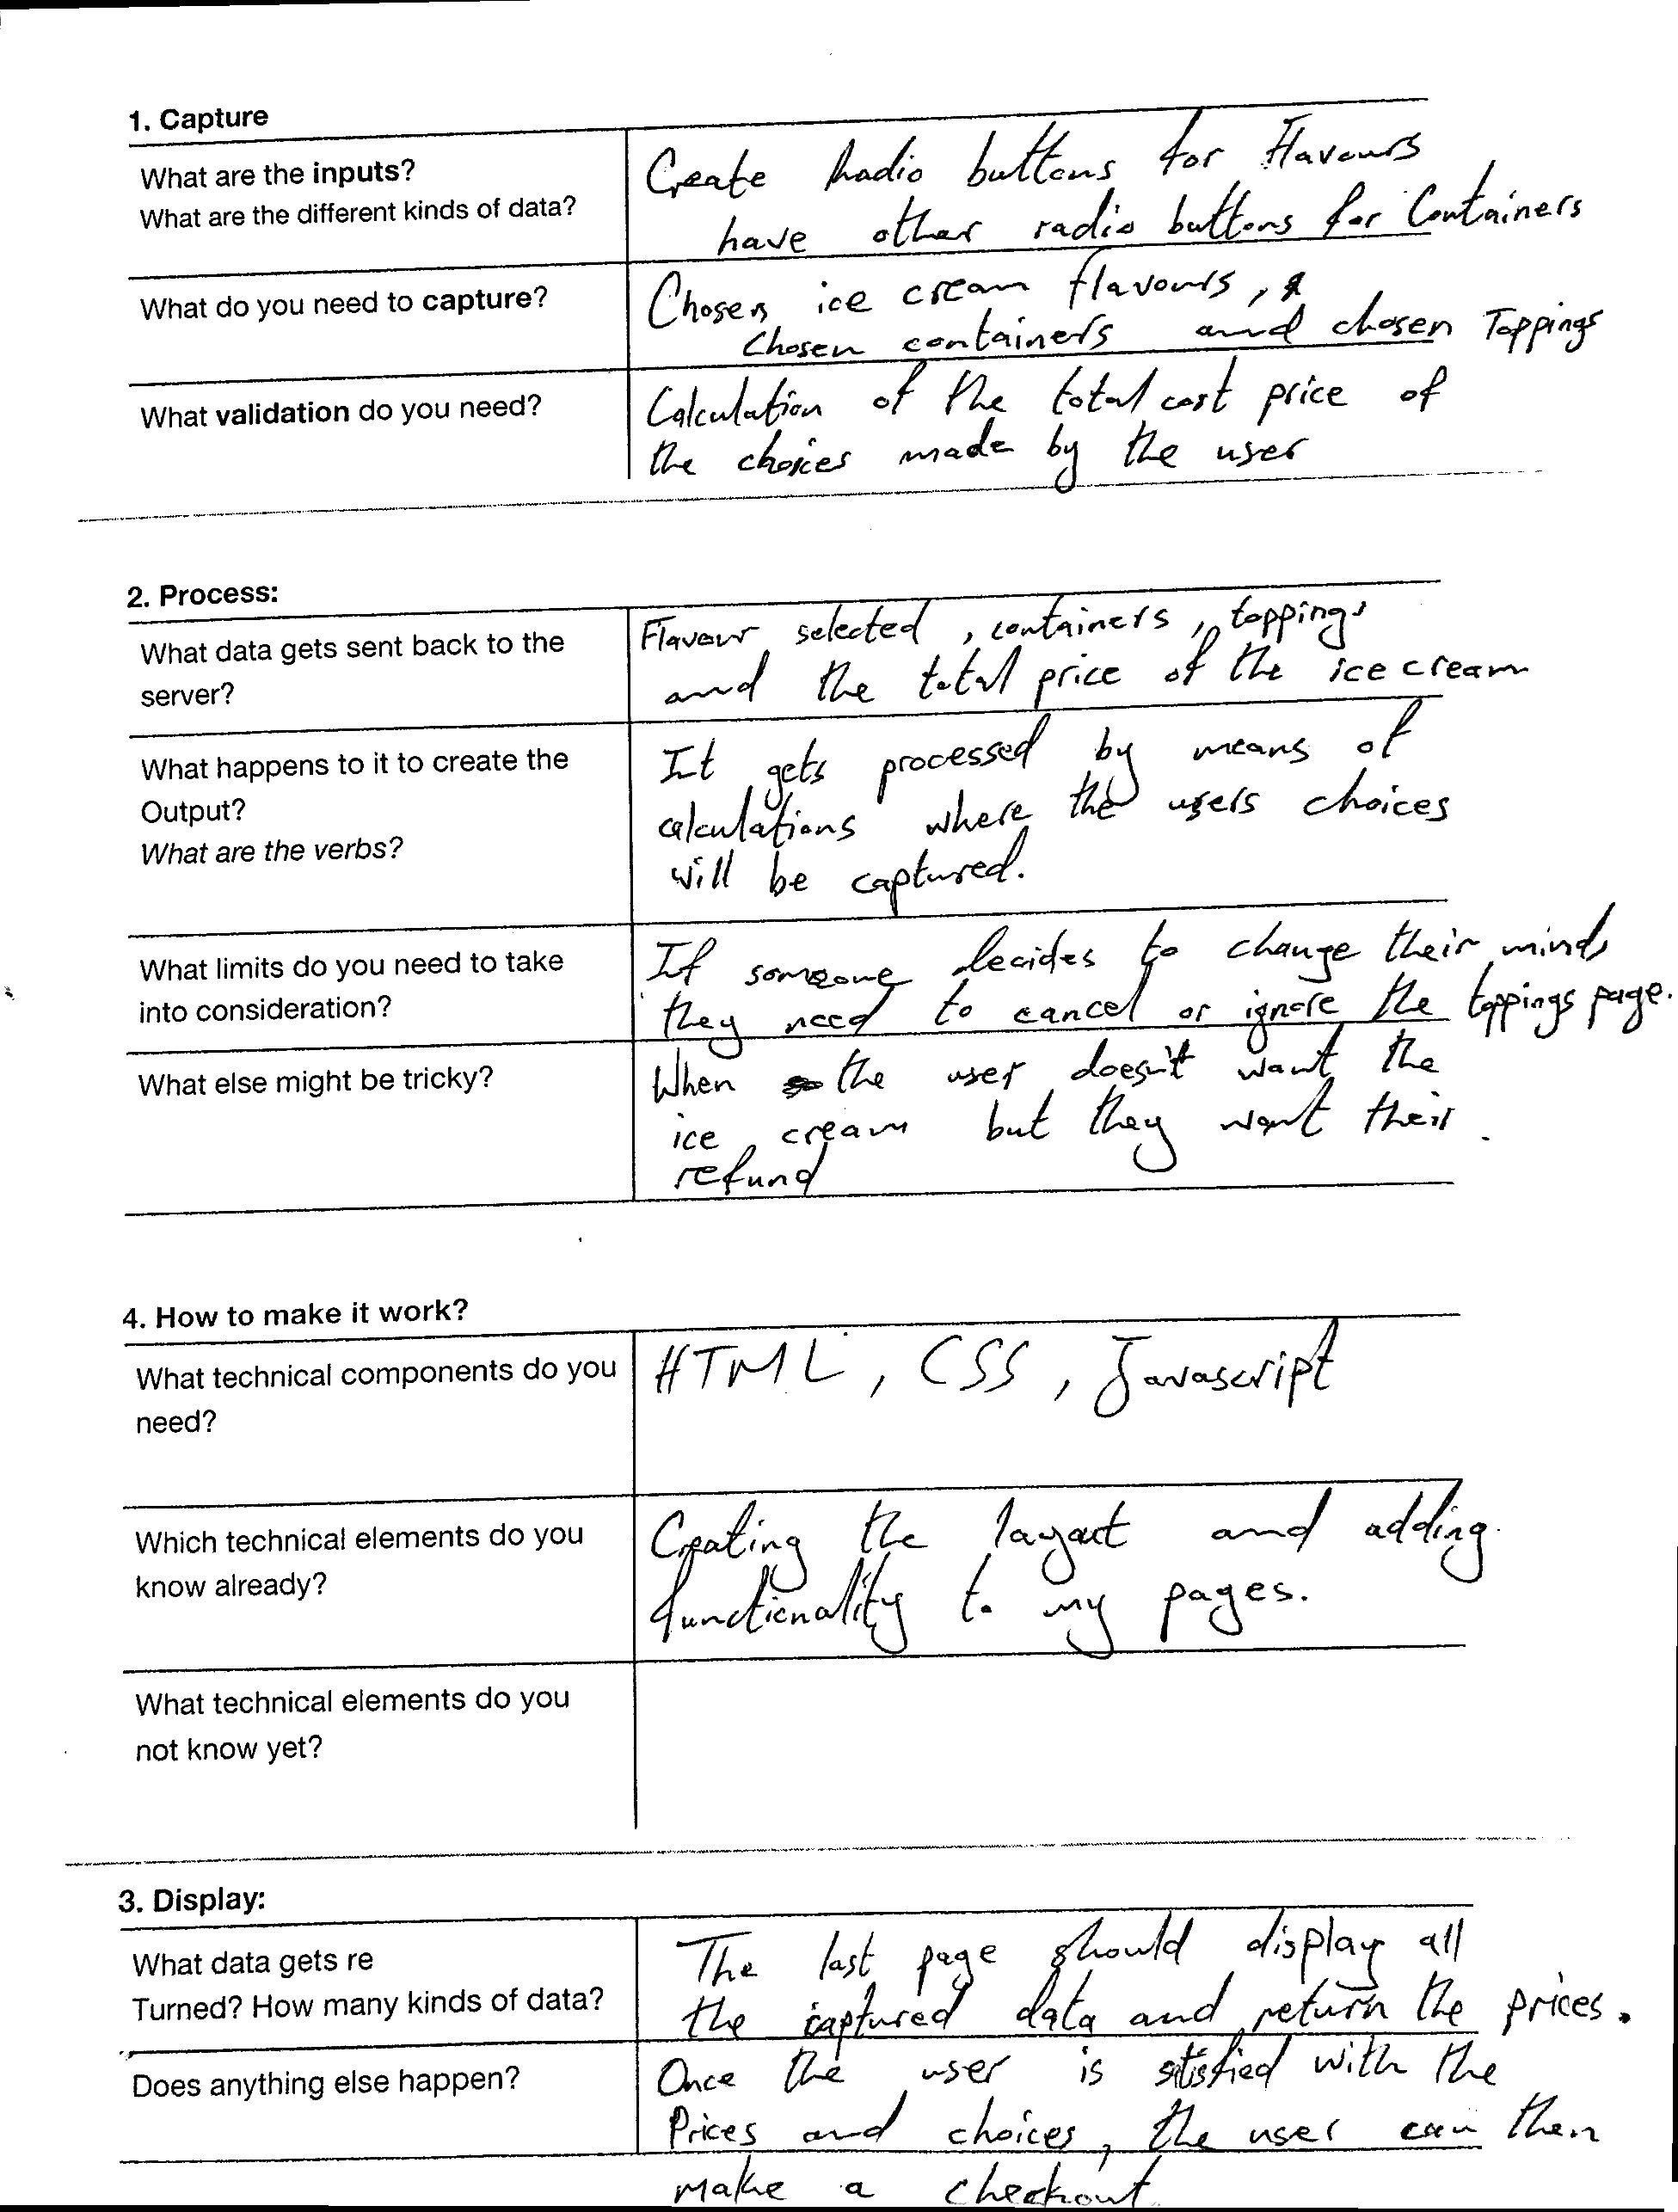 1. Capture
What are the inputs?
What are the different kinds of data?
Create Radio buttons for Flavours
have other radio buttons for Containers
What do you need to capture?
Chosen ice cream flavours,
Chosen containers and chosen Toppings
What validation do you need?
Calculation of the total cost price of
the choices made by the user
2. Process:
What data gets sent back to the
server?
Flavour selected, containers, toppings
and the total price of the ice cream
What happens to it to create the
Output?
What are the verbs?
It gets processed by means of
calculations where the users choices
will be captured.
What limits do you need to take
into consideration?
If someone decides to change their minds
they need to cancel or ignore the toppings page.
What else might be tricky?
When the user doesn't want the
ice cream but they want their
refund
4. How to make it work?
What technical components do you
need?
HTML, CSS, Javascript
Which technical elements do you
know already?
Creating the layout and adding
functionality to my pages.
What technical elements do you
not know yet?
3. Display:
What data gets re
Turned? How many kinds of data?
The last page should display all
the captured data and return the prices.
Does anything else happen?
Once the user is satisfied with the
Prices and choices, the user can then
make a checkout